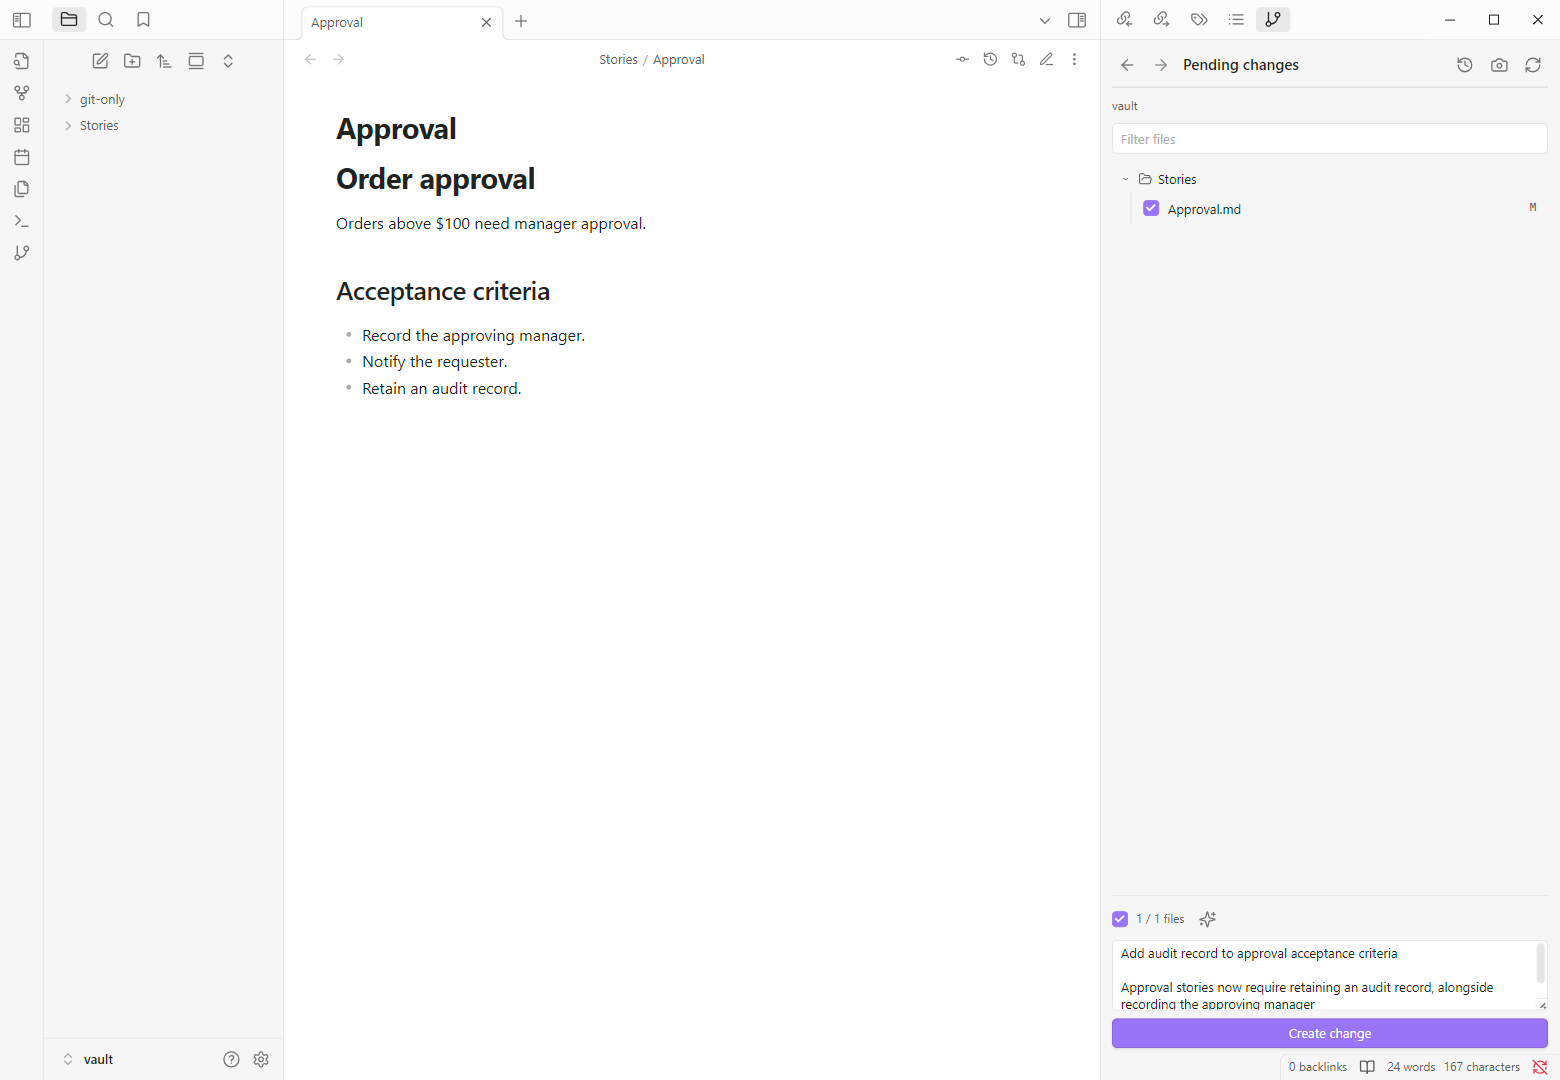 Approval
git-only
Stories
vault
Stories / Approval
Approval
Order approval
Orders above $100 need manager approval.
Acceptance criteria
Record the approving manager.
Notify the requester.
Retain an audit record.
Pending changes
vault
Filter files
Stories
Approval.md M
1 / 1 files
Add audit record to approval acceptance criteria
Approval stories now require retaining an audit record, alongside
recording the approving manager
Create change
0 backlinks 24 words 167 characters